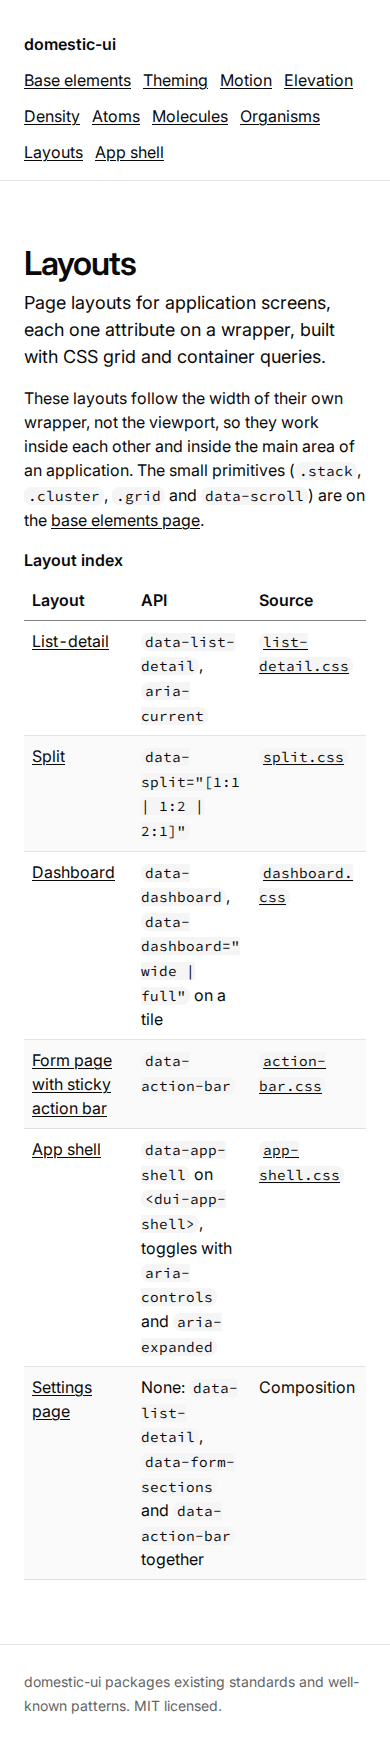 domestic-ui
Base elements Theming Motion Elevation
Density Atoms Molecules Organisms
Layouts App shell
Layouts
Page layouts for application screens,
each one attribute on a wrapper, built
with CSS grid and container queries.
These layouts follow the width of their own
wrapper, not the viewport, so they work
inside each other and inside the main area of
an application. The small primitives ( .stack ,
.cluster , .grid and data-scroll ) are on
the base elements page.
Layout index
Layout API Source
List-detail data-list- list-
detail , detail.css
aria-
current
Split data- split.css
split="[1:1
| 1:2 |
2:1]"
Dashboard data- dashboard.
dashboard , css
data-
dashboard="
wide |
full" on a
tile
Form page data- action-
with sticky action-bar bar.css
action bar
App shell data-app- app-
shell on shell.css
<dui-app-
shell> ,
toggles with
aria-
controls
and aria-
expanded
Settings None: data- Composition
page list-
detail ,
data-form-
sections
and data-
action-bar
together
domestic-ui packages existing standards and well-
known patterns. MIT licensed.